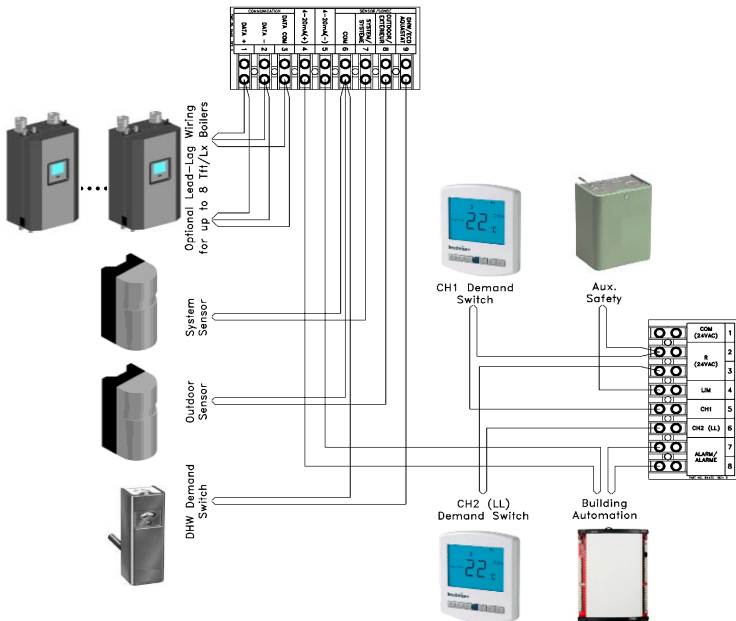 COMMUNICATION
SENSOR/SONDE
DATA +
DATA -
DATA COM
4-20mA(+)
4-20mA(-)
COM
SYSTEM/
SYSTEME
OUTDOOR/
EXTERIEUR
DHW/ECD
AQUASTAT
1
2
3
4
5
6
7
8
9
Optional Lead-Lag Wiring
for up to 8 Tft/Lx Boilers
System
Sensor
Outdoor
Sensor
DHW Demand
Switch
22 °C
CH1 Demand
Switch
Aux.
Safety
COM
(24VAC)
1
R
(24VAC)
2
3
LIM
4
CH1
5
CH2 (LL)
6
ALARM/
ALARME
7
8
CH2 (LL)
Demand Switch
Building
Automation
22 °C